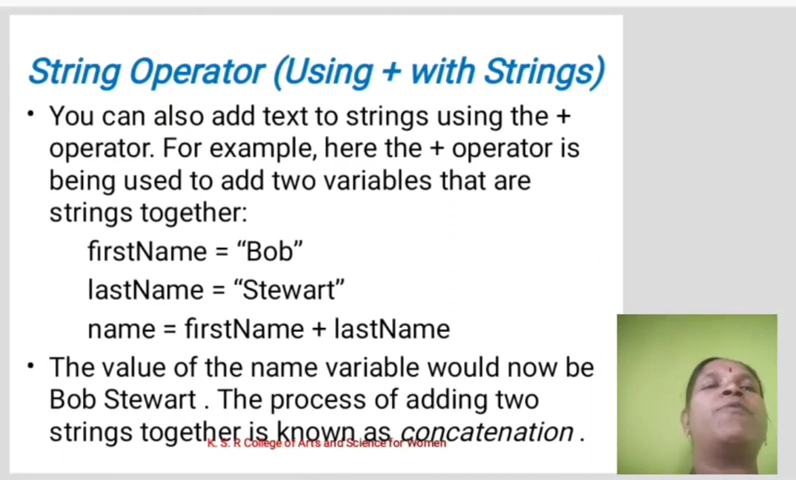 String Operator (Using + with Strings)
• You can also add text to strings using the +
operator. For example, here the + operator is
being used to add two variables that are
strings together:
firstName = “Bob”
lastName = “Stewart”
name = firstName + lastName
• The value of the name variable would now be
Bob Stewart . The process of adding two
strings together is known as concatenation .
K. S. R College of Arts and Science for Women